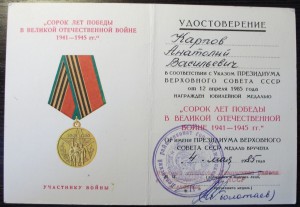 "СОРОК ЛЕТ ПОБЕДЫ
В ВЕЛИКОЙ ОТЕЧЕСТВЕННОЙ ВОЙНЕ
1941—1945 гг."
УЧАСТНИКУ ВОЙНЫ
УДОСТОВЕРЕНИЕ
Карпов
Анатолий
Васильевич
В СООТВЕТСТВИИ С УКАЗОМ ПРЕЗИДИУМА
ВЕРХОВНОГО СОВЕТА СССР
от 12 апреля 1985 года
НАГРАЖДЕН ЮБИЛЕЙНОЙ МЕДАЛЬЮ
"СОРОК ЛЕТ ПОБЕДЫ
В ВЕЛИКОЙ ОТЕЧЕСТВЕННОЙ
ВОЙНЕ 1941—1945 гг."
ОТ ИМЕНИ ПРЕЗИДИУМА ВЕРХОВНОГО
СОВЕТА СССР МЕДАЛЬ ВРУЧЕНА
4 мая 1985 года